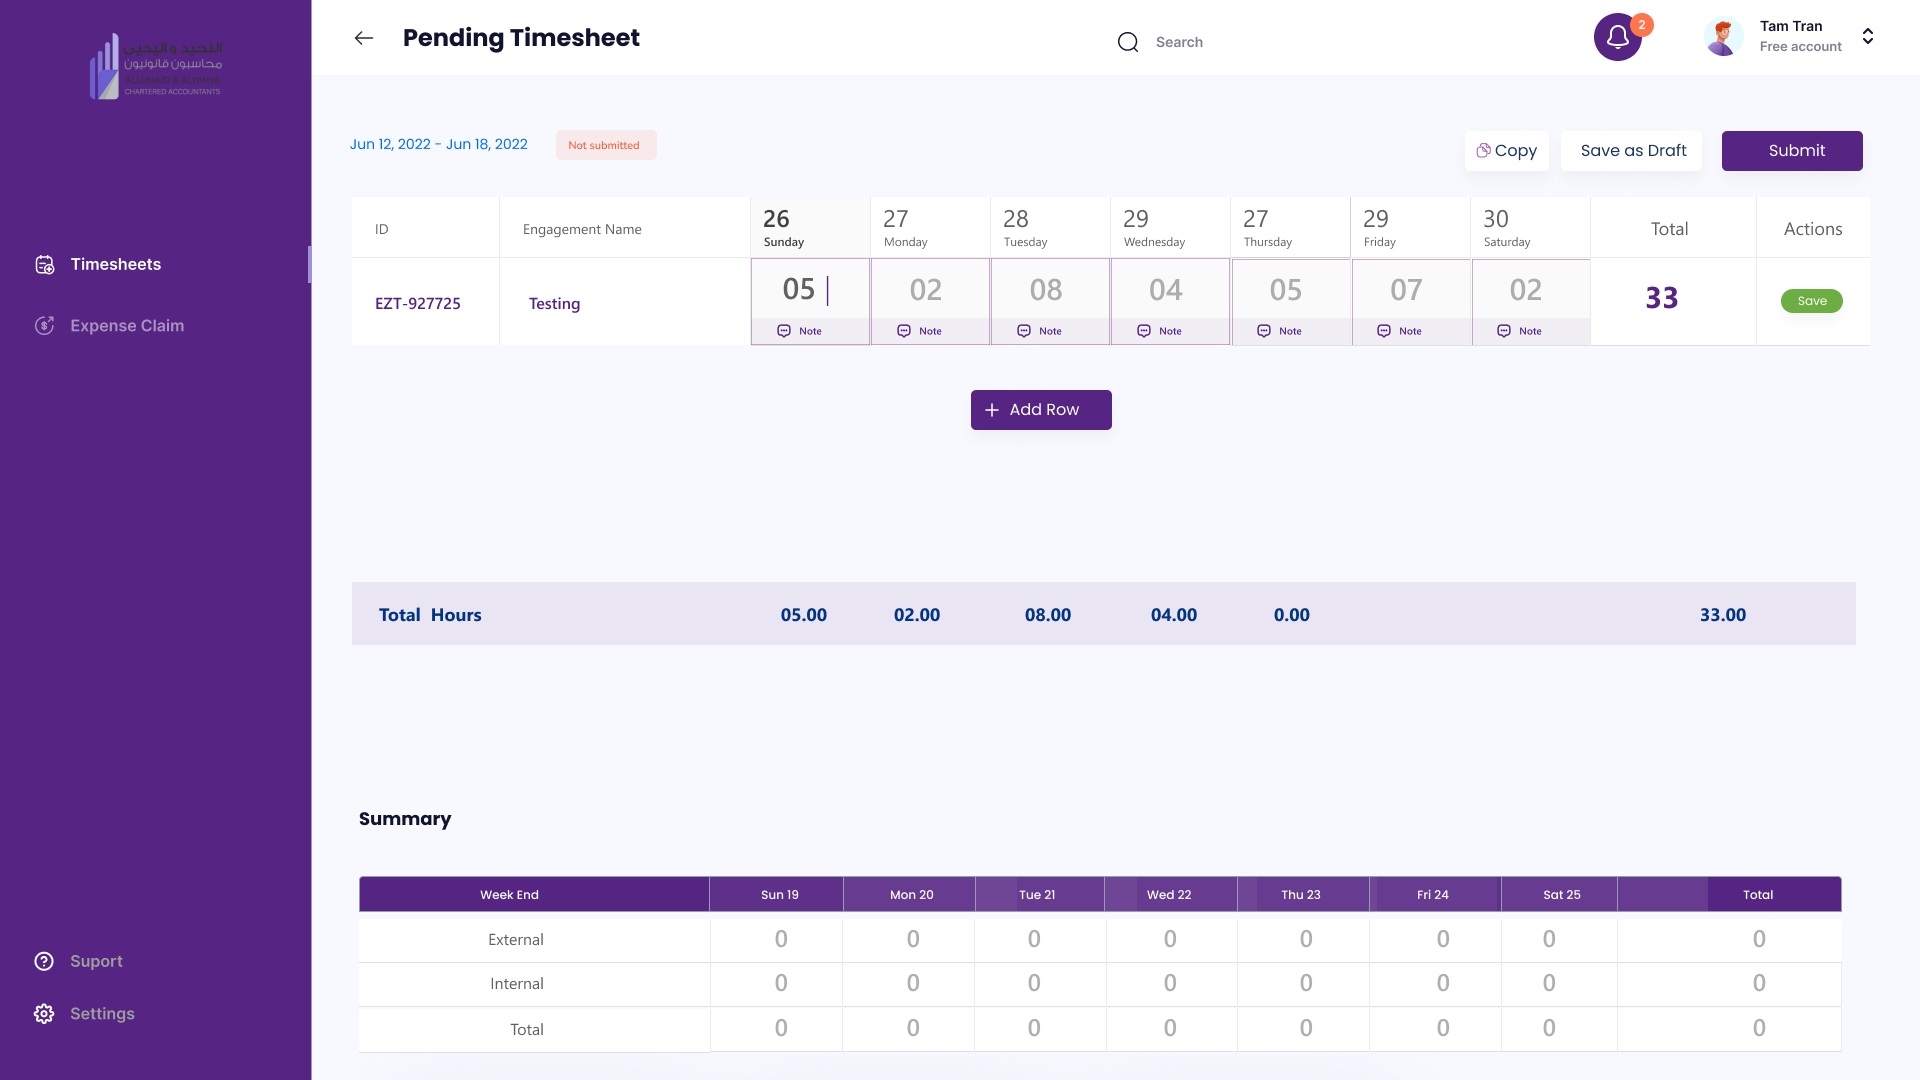 النخيد واليحيى
محاسبون قانونيون
CHARTERED ACCOUNTANTS
Pending Timesheet
Search
2
Tam Tran
Free account
Timesheets
Expense Claim
Suport
Settings
Jun 12, 2022 - Jun 18, 2022
Not submitted
Copy
Save as Draft
Submit
ID Engagement Name 26 Sunday 27 Monday 28 Tuesday 29 Wednesday 27 Thursday 29 Friday 30 Saturday Total Actions
EZT-927725 Testing 05 02 08 04 05 07 02 33 Save
Note Note Note Note Note Note Note
Add Row
Total Hours 05.00 02.00 08.00 04.00 0.00 33.00
Summary
Week End Sun 19 Mon 20 Tue 21 Wed 22 Thu 23 Fri 24 Sat 25 Total
External 0 0 0 0 0 0 0 0
Internal 0 0 0 0 0 0 0 0
Total 0 0 0 0 0 0 0 0